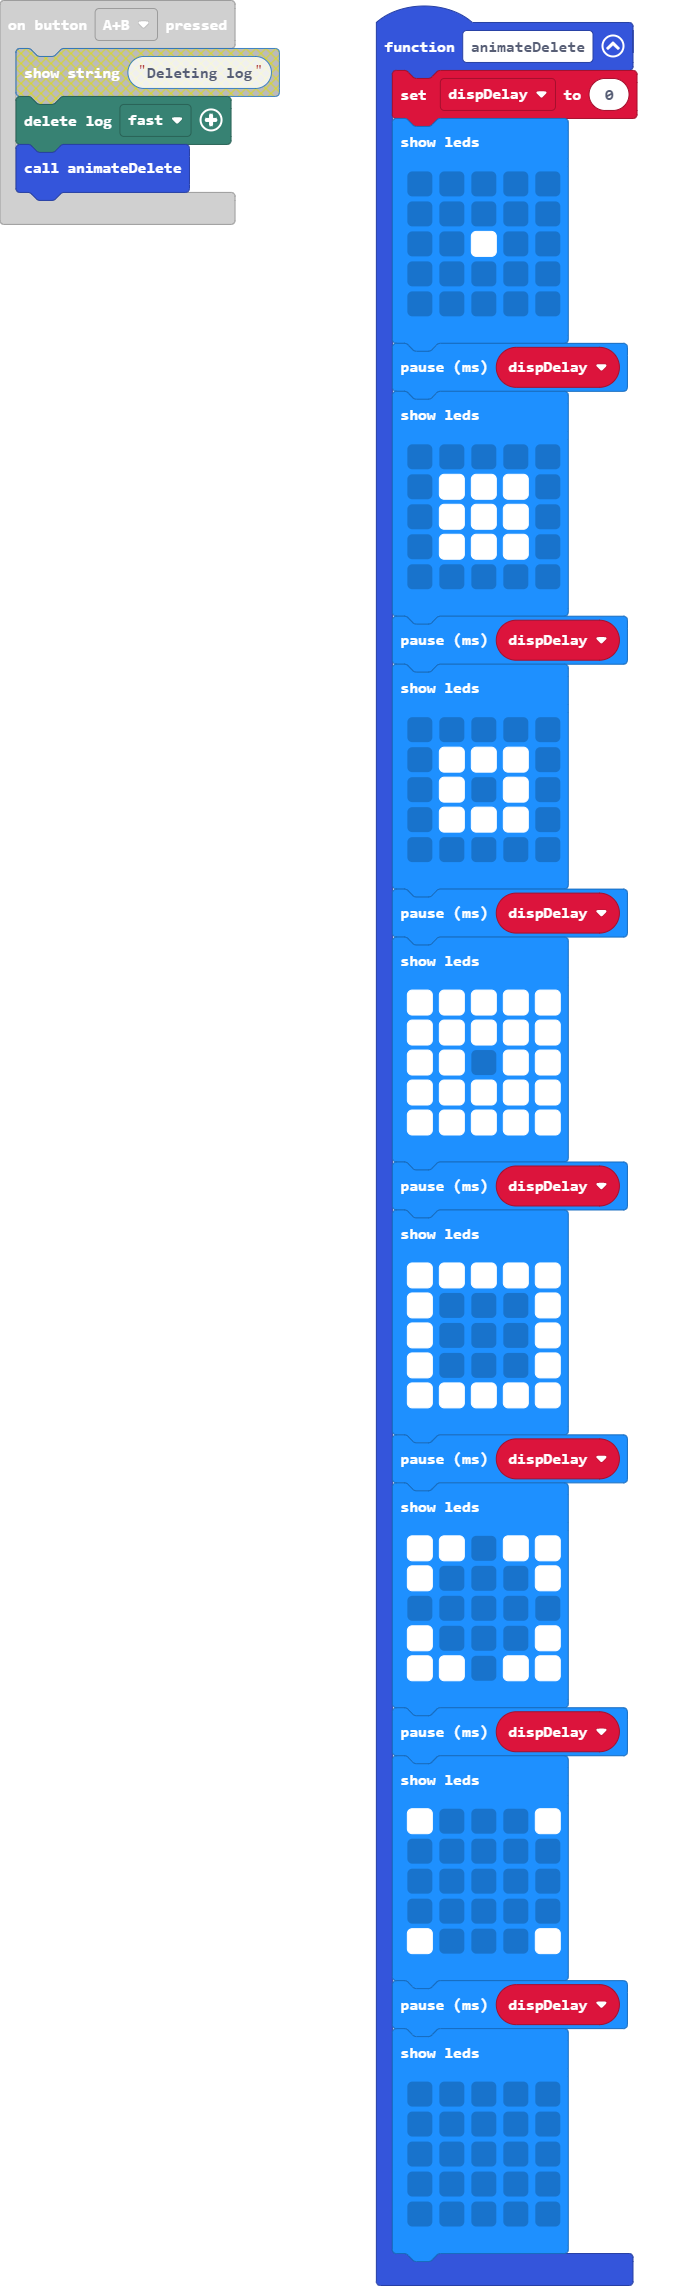 on button A+B pressed
show string "Deleting log"
delete log fast
call animateDelete
function animateDelete
set dispDelay to 0
show leds
pause (ms) dispDelay
show leds
pause (ms) dispDelay
show leds
pause (ms) dispDelay
show leds
pause (ms) dispDelay
show leds
pause (ms) dispDelay
show leds
pause (ms) dispDelay
show leds
pause (ms) dispDelay
show leds